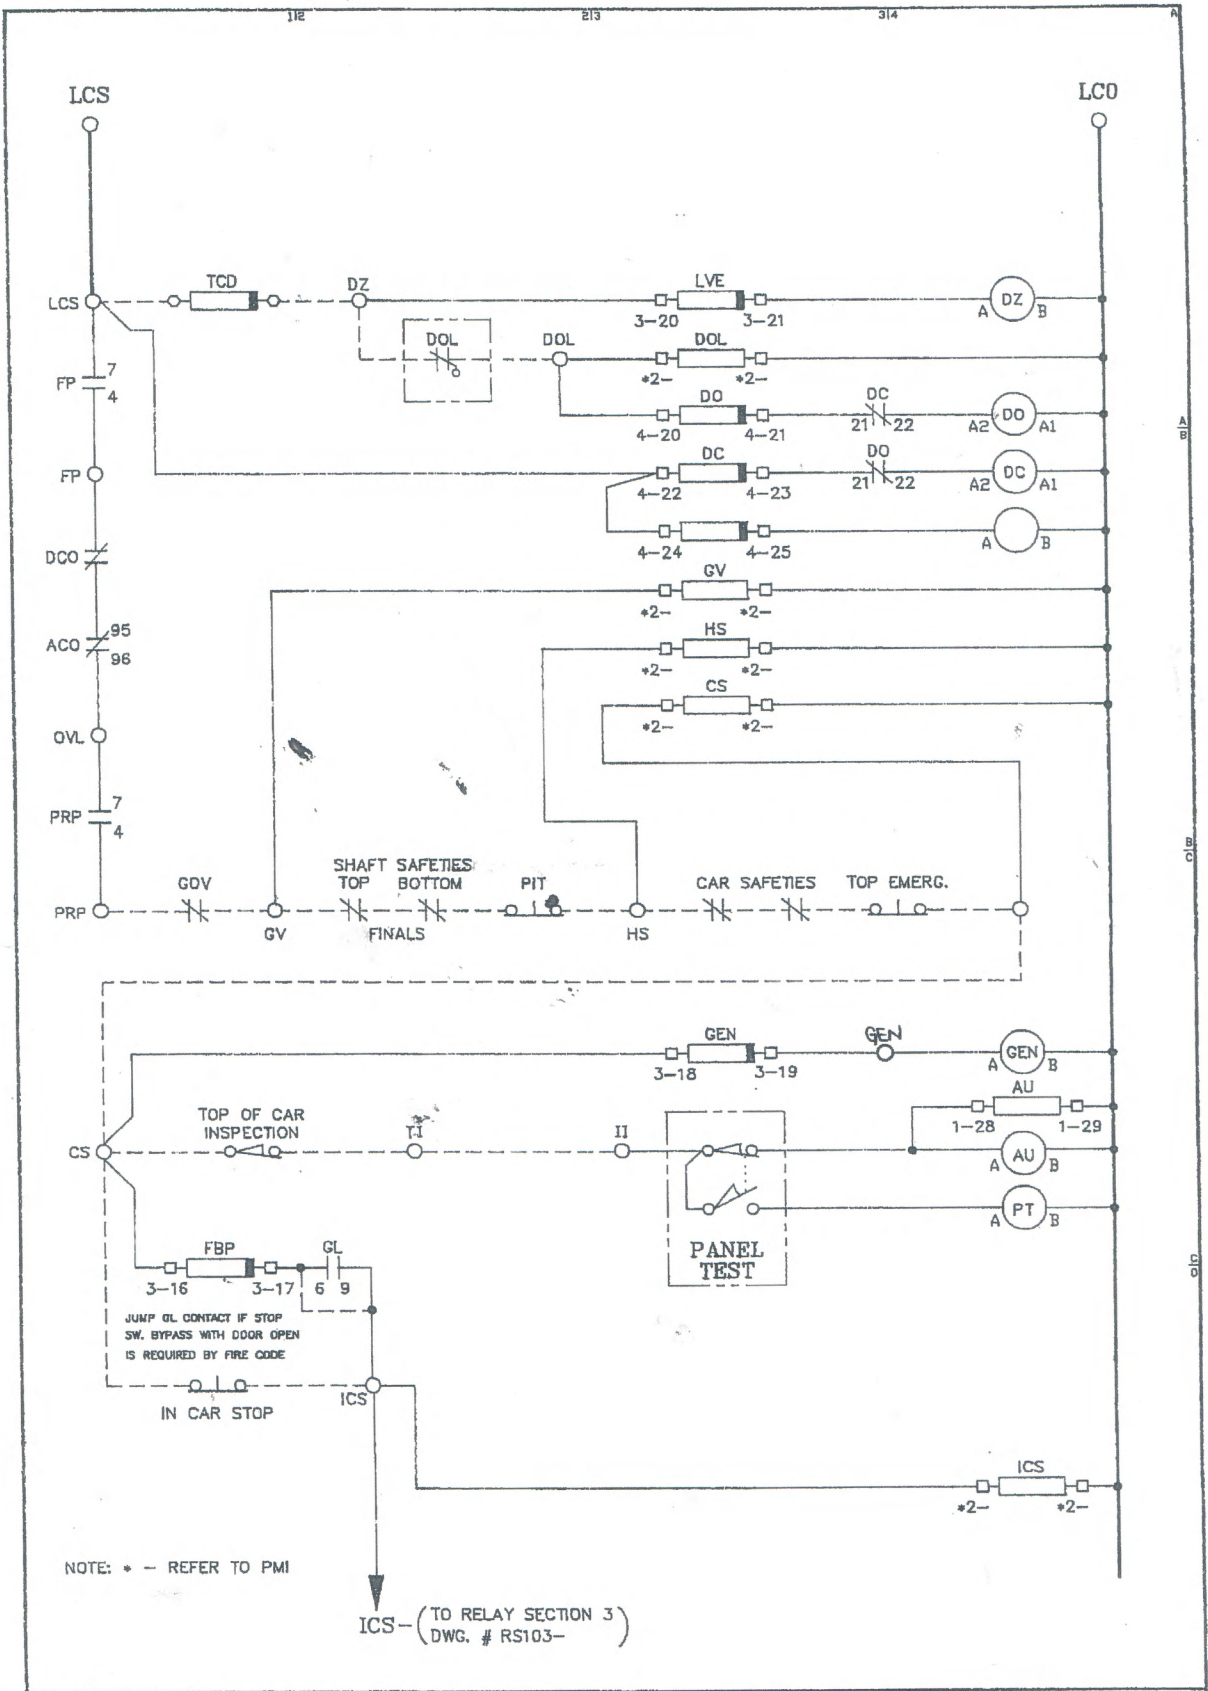 1|2 2|3 3|4 A
LCS LCO
TCD DZ LVE
LCS 3-20 3-21 A DZ B
DOL DOL DOL
FP 7 4 *2- *2-
DO DC
4-20 4-21 21 22 A2 DO A1
A/B
DC DO
FP 4-22 4-23 21 22 A2 DC A1
DCO 4-24 4-25 A B
GV
*2- *2-
ACO 95 96
HS
*2- *2-
CS
*2- *2-
OVL
PRP 7 4
B/C
SHAFT SAFETIES
GOV TOP BOTTOM PIT CAR SAFETIES TOP EMERG.
PRP
GV FINALS HS
GEN GEN
3-18 3-19 A GEN B
AU
1-28 1-29
TOP OF CAR
INSPECTION TI II
CS A AU B
A PT B
PANEL
TEST
FBP GL
3-16 3-17 6 9
C/D
JUMP GL CONTACT IF STOP
SW. BYPASS WITH DOOR OPEN
IS REQUIRED BY FIRE CODE
ICS
IN CAR STOP
ICS
*2- *2-
NOTE: * - REFER TO PMI
ICS-(TO RELAY SECTION 3
DWG. # RS103-)